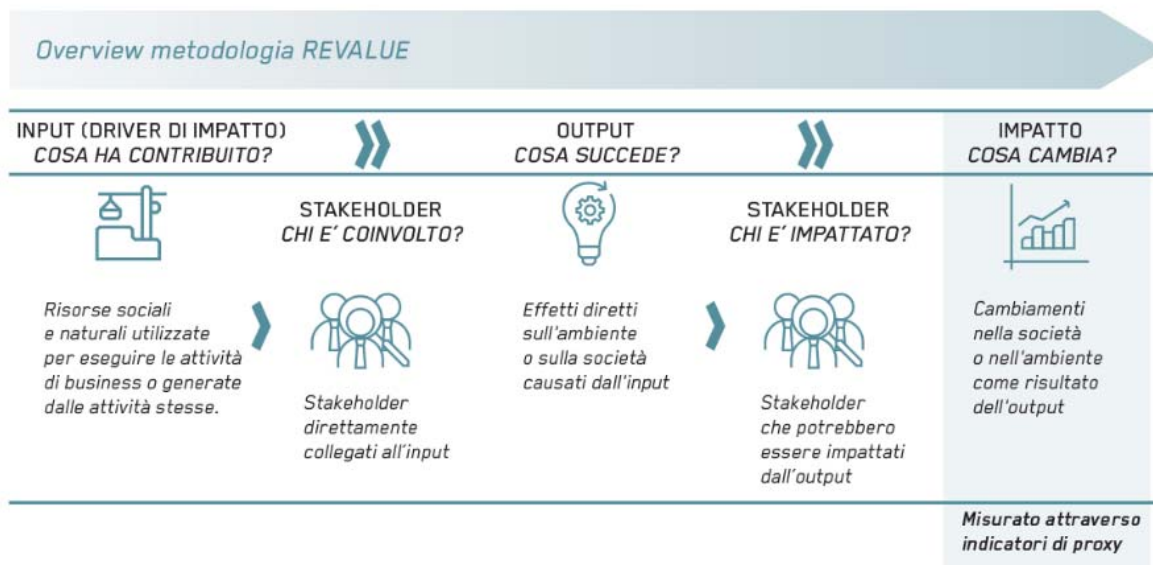 Overview metodologia REVALUE
INPUT (DRIVER DI IMPATTO)
COSA HA CONTRIBUITO?
Risorse sociali
e naturali utilizzate
per eseguire le attività
di business o generate
dalle attività stesse.
STAKEHOLDER
CHI E´ COINVOLTO?
Stakeholder
direttamente
collegati all´input
OUTPUT
COSA SUCCEDE?
Effetti diretti
sull'ambiente
o sulla società
causati dall'input
STAKEHOLDER
CHI E´ IMPATTATO?
Stakeholder
che potrebbero
essere impattati
dall´output
IMPATTO
COSA CAMBIA?
Cambiamenti
nella società
o nell'ambiente
come risultato
dell'output
Misurato attraverso
indicatori di proxy